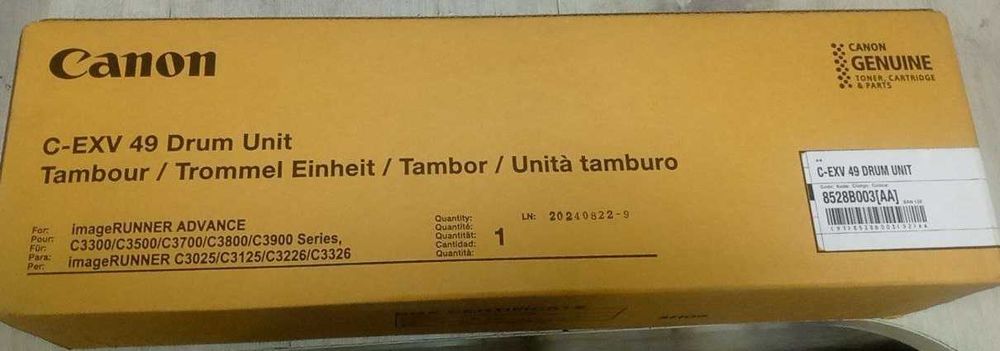 Canon
CANON
GENUINE
TONER, CARTRIDGE
& PARTS
C-EXV 49 Drum Unit
Tambour / Trommel Einheit / Tambor / Unità tamburo
For:
Pour:
Für:
Para:
Per:
imageRUNNER ADVANCE
C3300/C3500/C3700/C3800/C3900 Series,
imageRUNNER C3025/C3125/C3226/C3326
Quantity:
Quantité:
Quantität:
Cantidad:
Quantità:
1
LN: 20240822-9
C-EXV 49 DRUM UNIT
8528B003[AA]